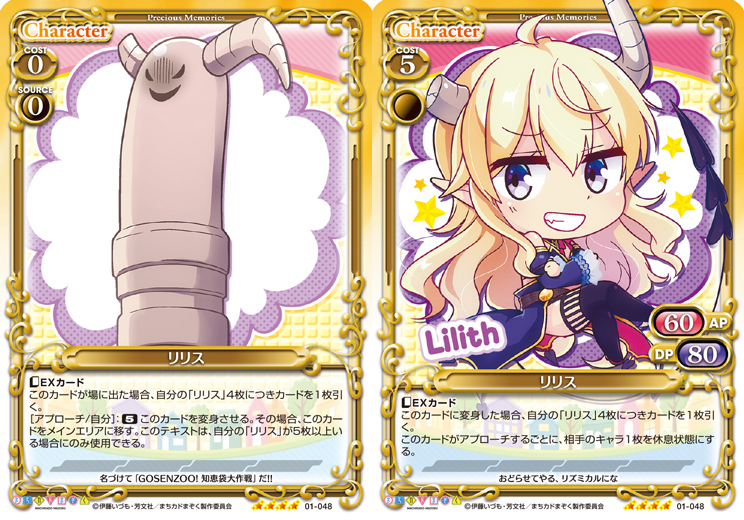 Precious Memories
Character
COST
0
SOURCE
0
リリス
EXカード
このカードが場に出た場合、自分の「リリス」4枚につきカードを1枚引
く。
[アプローチ/自分]:5 このカードを変身させる。その場合、このカー
ドをメインエリアに移す。このテキストは、自分の「リリス」が5枚以上い
る場合にのみ使用できる。
名づけて「GOSENZOO! 知恵袋大作戦」だ!!
©伊藤いづも・芳文社/まちカドまぞく製作委員会
01-048
Precious Memories
Character
COST
5
Lilith
60 AP
DP 80
リリス
EXカード
このカードに変身した場合、自分の「リリス」4枚につきカードを1枚引
く。
このカードがアプローチするごとに、相手のキャラ1枚を休息状態にす
る。
おどらせてやる、リズミカルにな
©伊藤いづも・芳文社/まちカドまぞく製作委員会
01-048